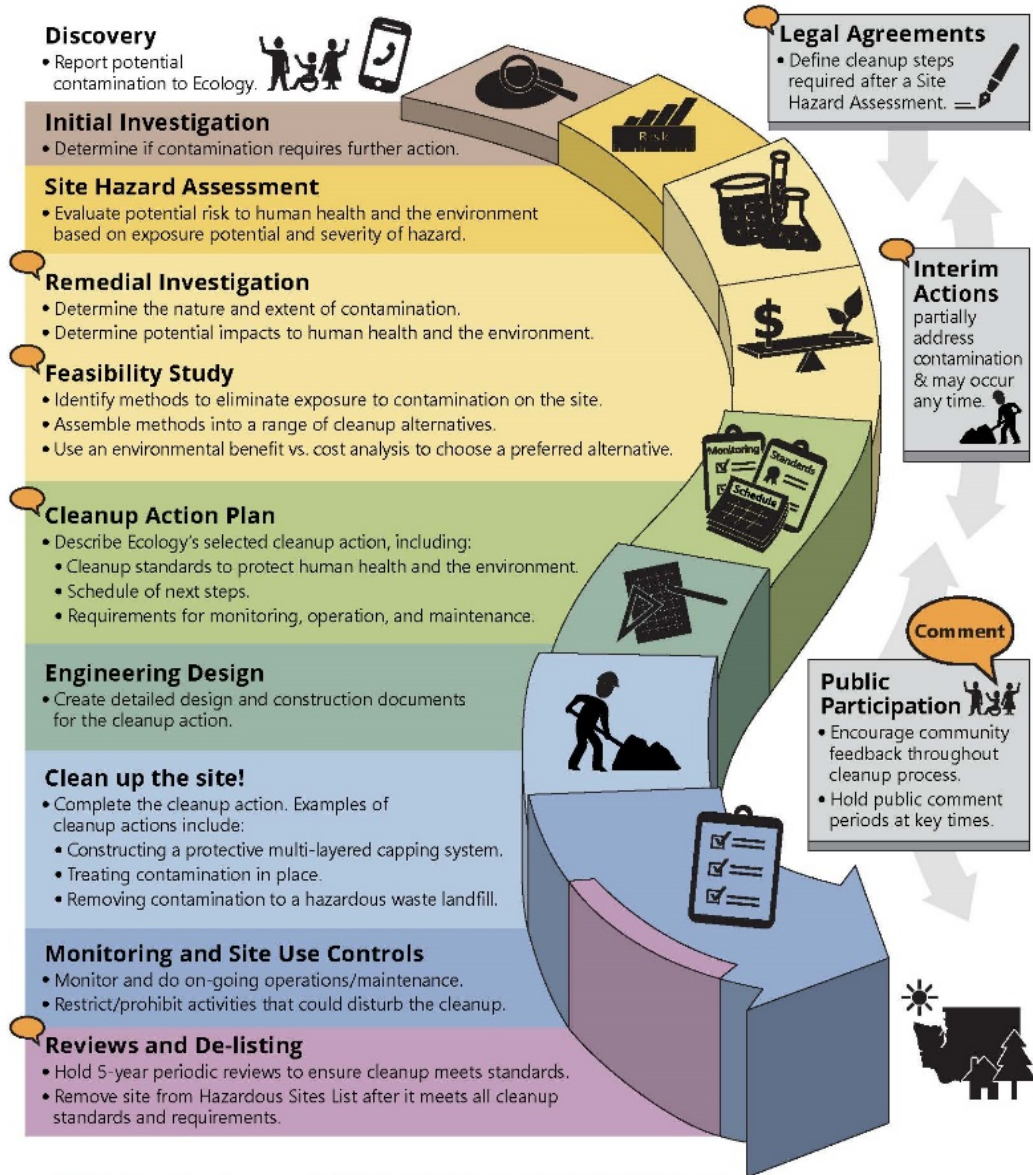 Discovery
• Report potential
contamination to Ecology.
Initial Investigation
• Determine if contamination requires further action.
Site Hazard Assessment
• Evaluate potential risk to human health and the environment
based on exposure potential and severity of hazard.
Remedial Investigation
• Determine the nature and extent of contamination.
• Determine potential impacts to human health and the environment.
Feasibility Study
• Identify methods to eliminate exposure to contamination on the site.
• Assemble methods into a range of cleanup alternatives.
• Use an environmental benefit vs. cost analysis to choose a preferred alternative.
Cleanup Action Plan
• Describe Ecology's selected cleanup action, including:
• Cleanup standards to protect human health and the environment.
• Schedule of next steps.
• Requirements for monitoring, operation, and maintenance.
Engineering Design
• Create detailed design and construction documents
for the cleanup action.
Clean up the site!
• Complete the cleanup action. Examples of
cleanup actions include:
• Constructing a protective multi-layered capping system.
• Treating contamination in place.
• Removing contamination to a hazardous waste landfill.
Monitoring and Site Use Controls
• Monitor and do on-going operations/maintenance.
• Restrict/prohibit activities that could disturb the cleanup.
Reviews and De-listing
• Hold 5-year periodic reviews to ensure cleanup meets standards.
• Remove site from Hazardous Sites List after it meets all cleanup
standards and requirements.
Risk
$
Monitoring
Standards
Schedule
Legal Agreements
• Define cleanup steps
required after a Site
Hazard Assessment.
Interim
Actions
partially
address
contamination
& may occur
any time.
Comment
Public
Participation
• Encourage community
feedback throughout
cleanup process.
• Hold public comment
periods at key times.